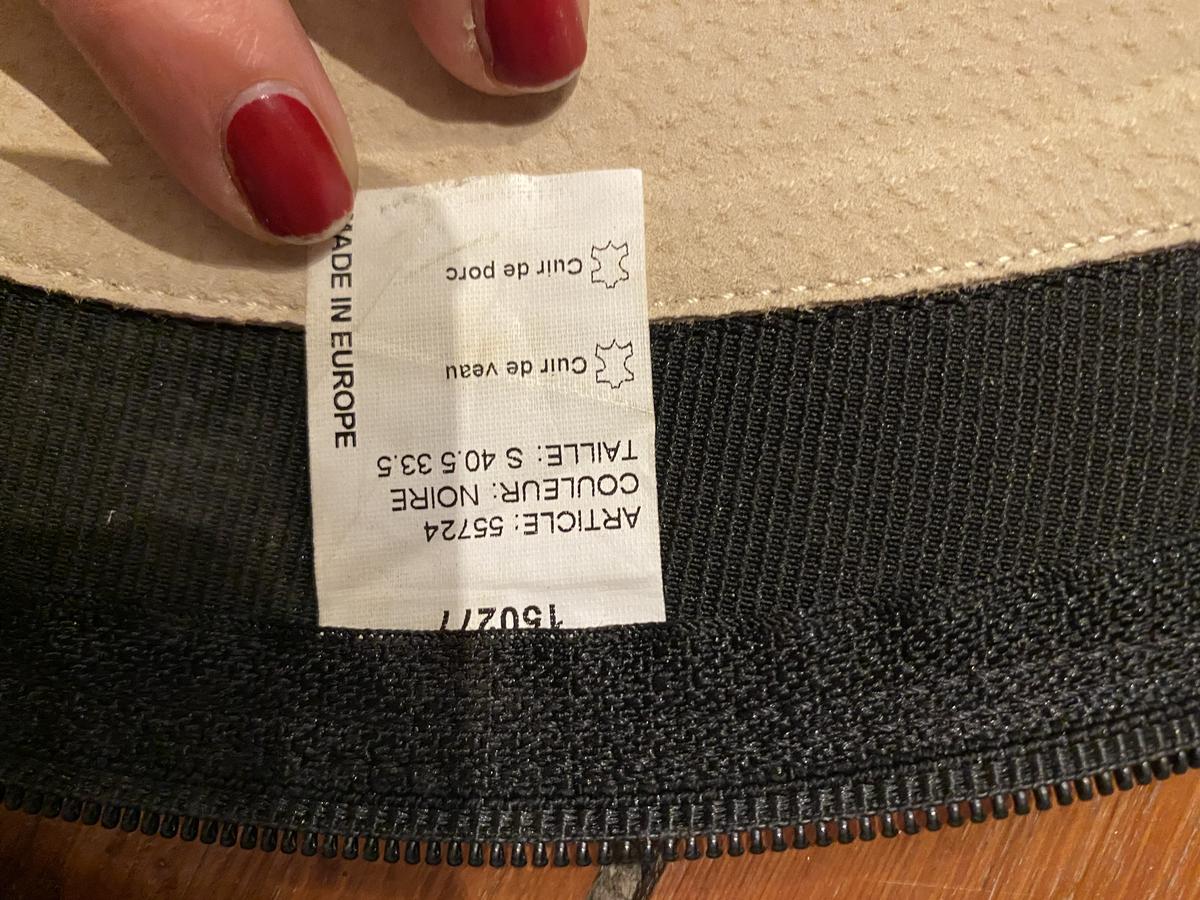 150277
ARTICLE: 55724
COULEUR: NOIRE
TAILLE: S 40.5 33.5
Cuir de veau
Cuir de porc
MADE IN EUROPE